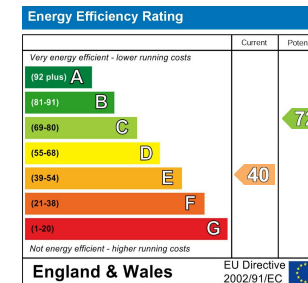 Energy Efficiency Rating
Current
Very energy efficient - lower running costs
(92 plus) A
(81-91) B
(69-80) C
(55-68) D
(39-54) E
40
(21-38) F
(1-20) G
Not energy efficient - higher running costs
England & Wales
EU Directive
2002/91/EC